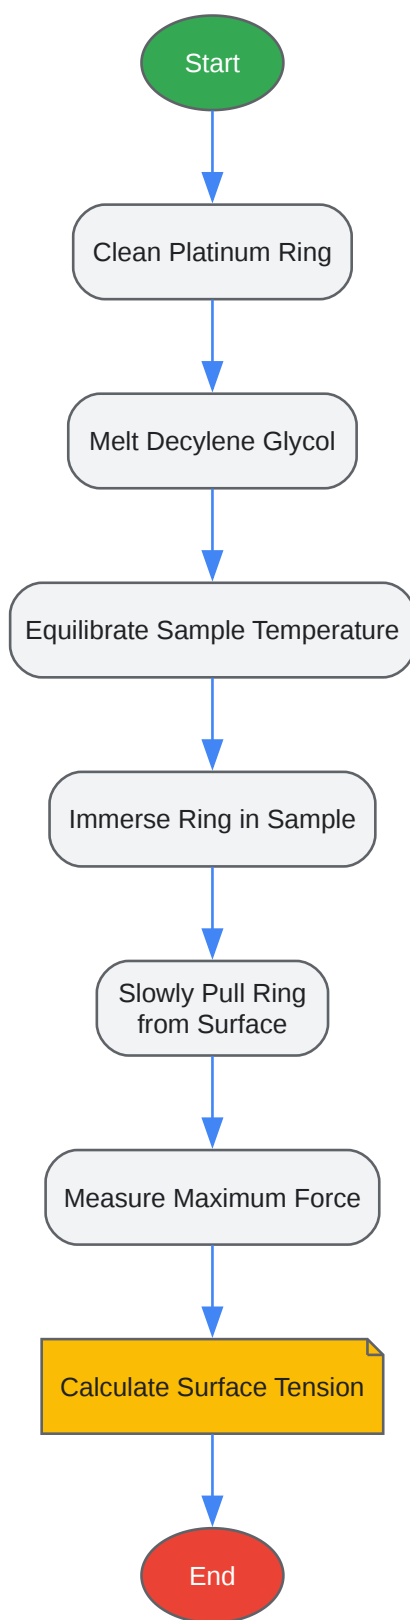 Start
Clean Platinum Ring
Melt Decylene Glycol
Equilibrate Sample Temperature
Immerse Ring in Sample
Slowly Pull Ring
from Surface
Measure Maximum Force
Calculate Surface Tension
End